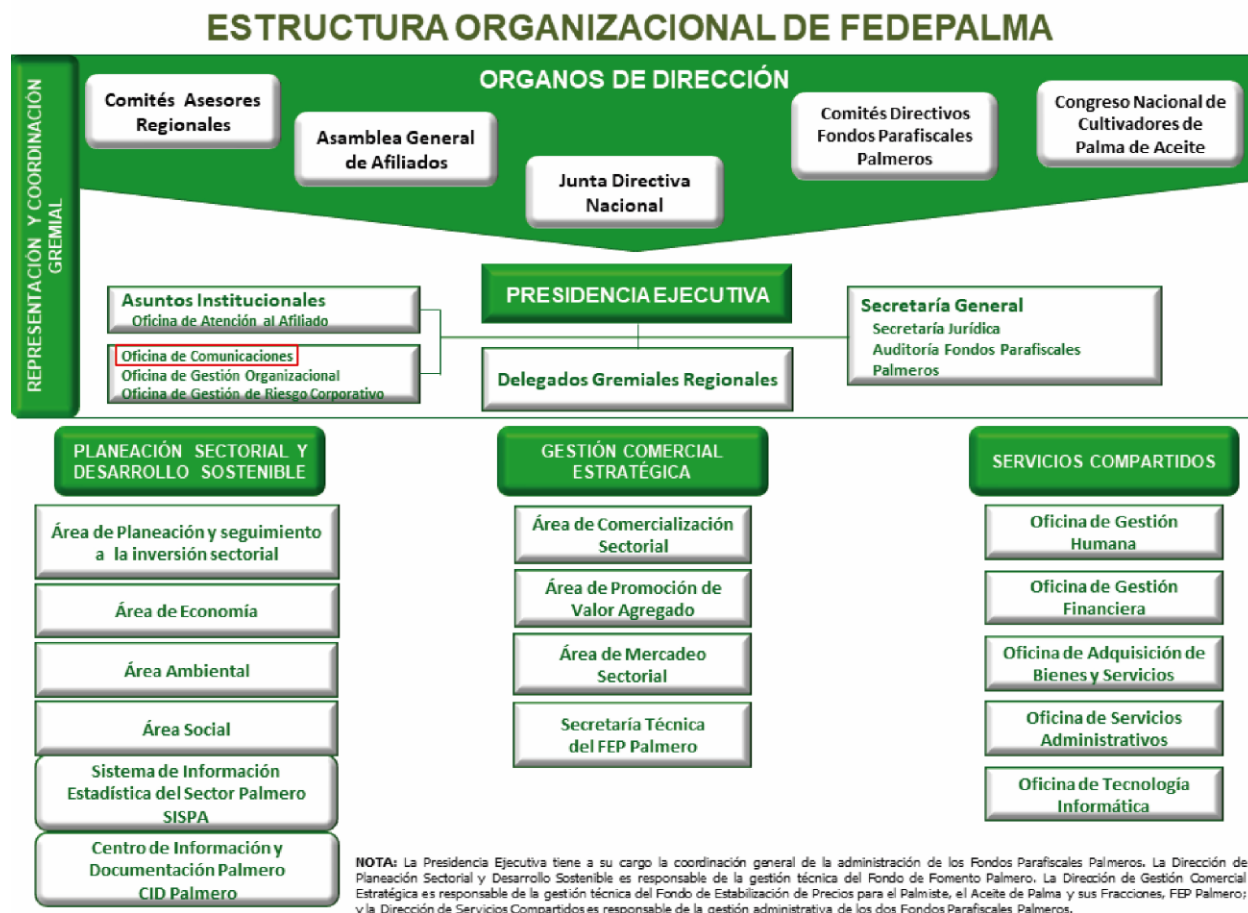 ESTRUCTURA ORGANIZACIONAL DE FEDEPALMA
REPRESENTACIÓN Y COORDINACIÓN
GREMIAL
ORGANOS DE DIRECCIÓN
Comités Asesores
Regionales
Asamblea General
de Afiliados
Junta Directiva
Nacional
Comités Directivos
Fondos Parafiscales
Palmeros
Congreso Nacional de
Cultivadores de
Palma de Aceite
PRESIDENCIA EJECUTIVA
Asuntos Institucionales
Oficina de Atención al Afiliado
Oficina de Comunicaciones
Oficina de Gestión Organizacional
Oficina de Gestión de Riesgo Corporativo
Delegados Gremiales Regionales
Secretaría General
Secretaría Jurídica
Auditoría Fondos Parafiscales
Palmeros
PLANEACIÓN SECTORIAL Y
DESARROLLO SOSTENIBLE
Área de Planeación y seguimiento
a la inversión sectorial
Área de Economía
Área Ambiental
Área Social
Sistema de Información
Estadística del Sector Palmero
SISPA
Centro de Información y
Documentación Palmero
CID Palmero
GESTIÓN COMERCIAL
ESTRATÉGICA
Área de Comercialización
Sectorial
Área de Promoción de
Valor Agregado
Área de Mercadeo
Sectorial
Secretaría Técnica
del FEP Palmero
SERVICIOS COMPARTIDOS
Oficina de Gestión
Humana
Oficina de Gestión
Financiera
Oficina de Adquisición de
Bienes y Servicios
Oficina de Servicios
Administrativos
Oficina de Tecnología
Informática
NOTA: La Presidencia Ejecutiva tiene a su cargo la coordinación general de la administración de los Fondos Parafiscales Palmeros. La Dirección de
Planeación Sectorial y Desarrollo Sostenible es responsable de la gestión técnica del Fondo de Fomento Palmero. La Dirección de Gestión Comercial
Estratégica es responsable de la gestión técnica del Fondo de Estabilización de Precios para el Palmiste, el Aceite de Palma y sus Fracciones, FEP Palmero;
y la Dirección de Servicios Compartidos es responsable de la gestión administrativa de los dos Fondos Parafiscales Palmeros.